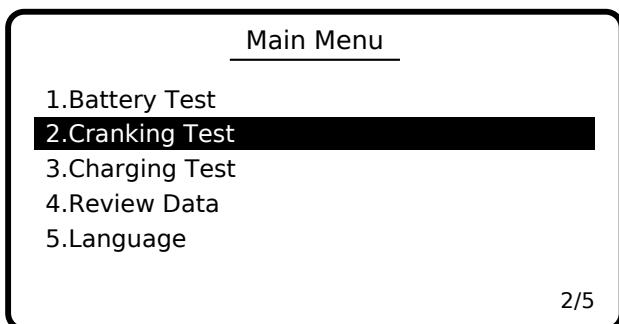 Main Menu
1.Battery Test
2.Cranking Test
3.Charging Test
4.Review Data
5.Language
2/5